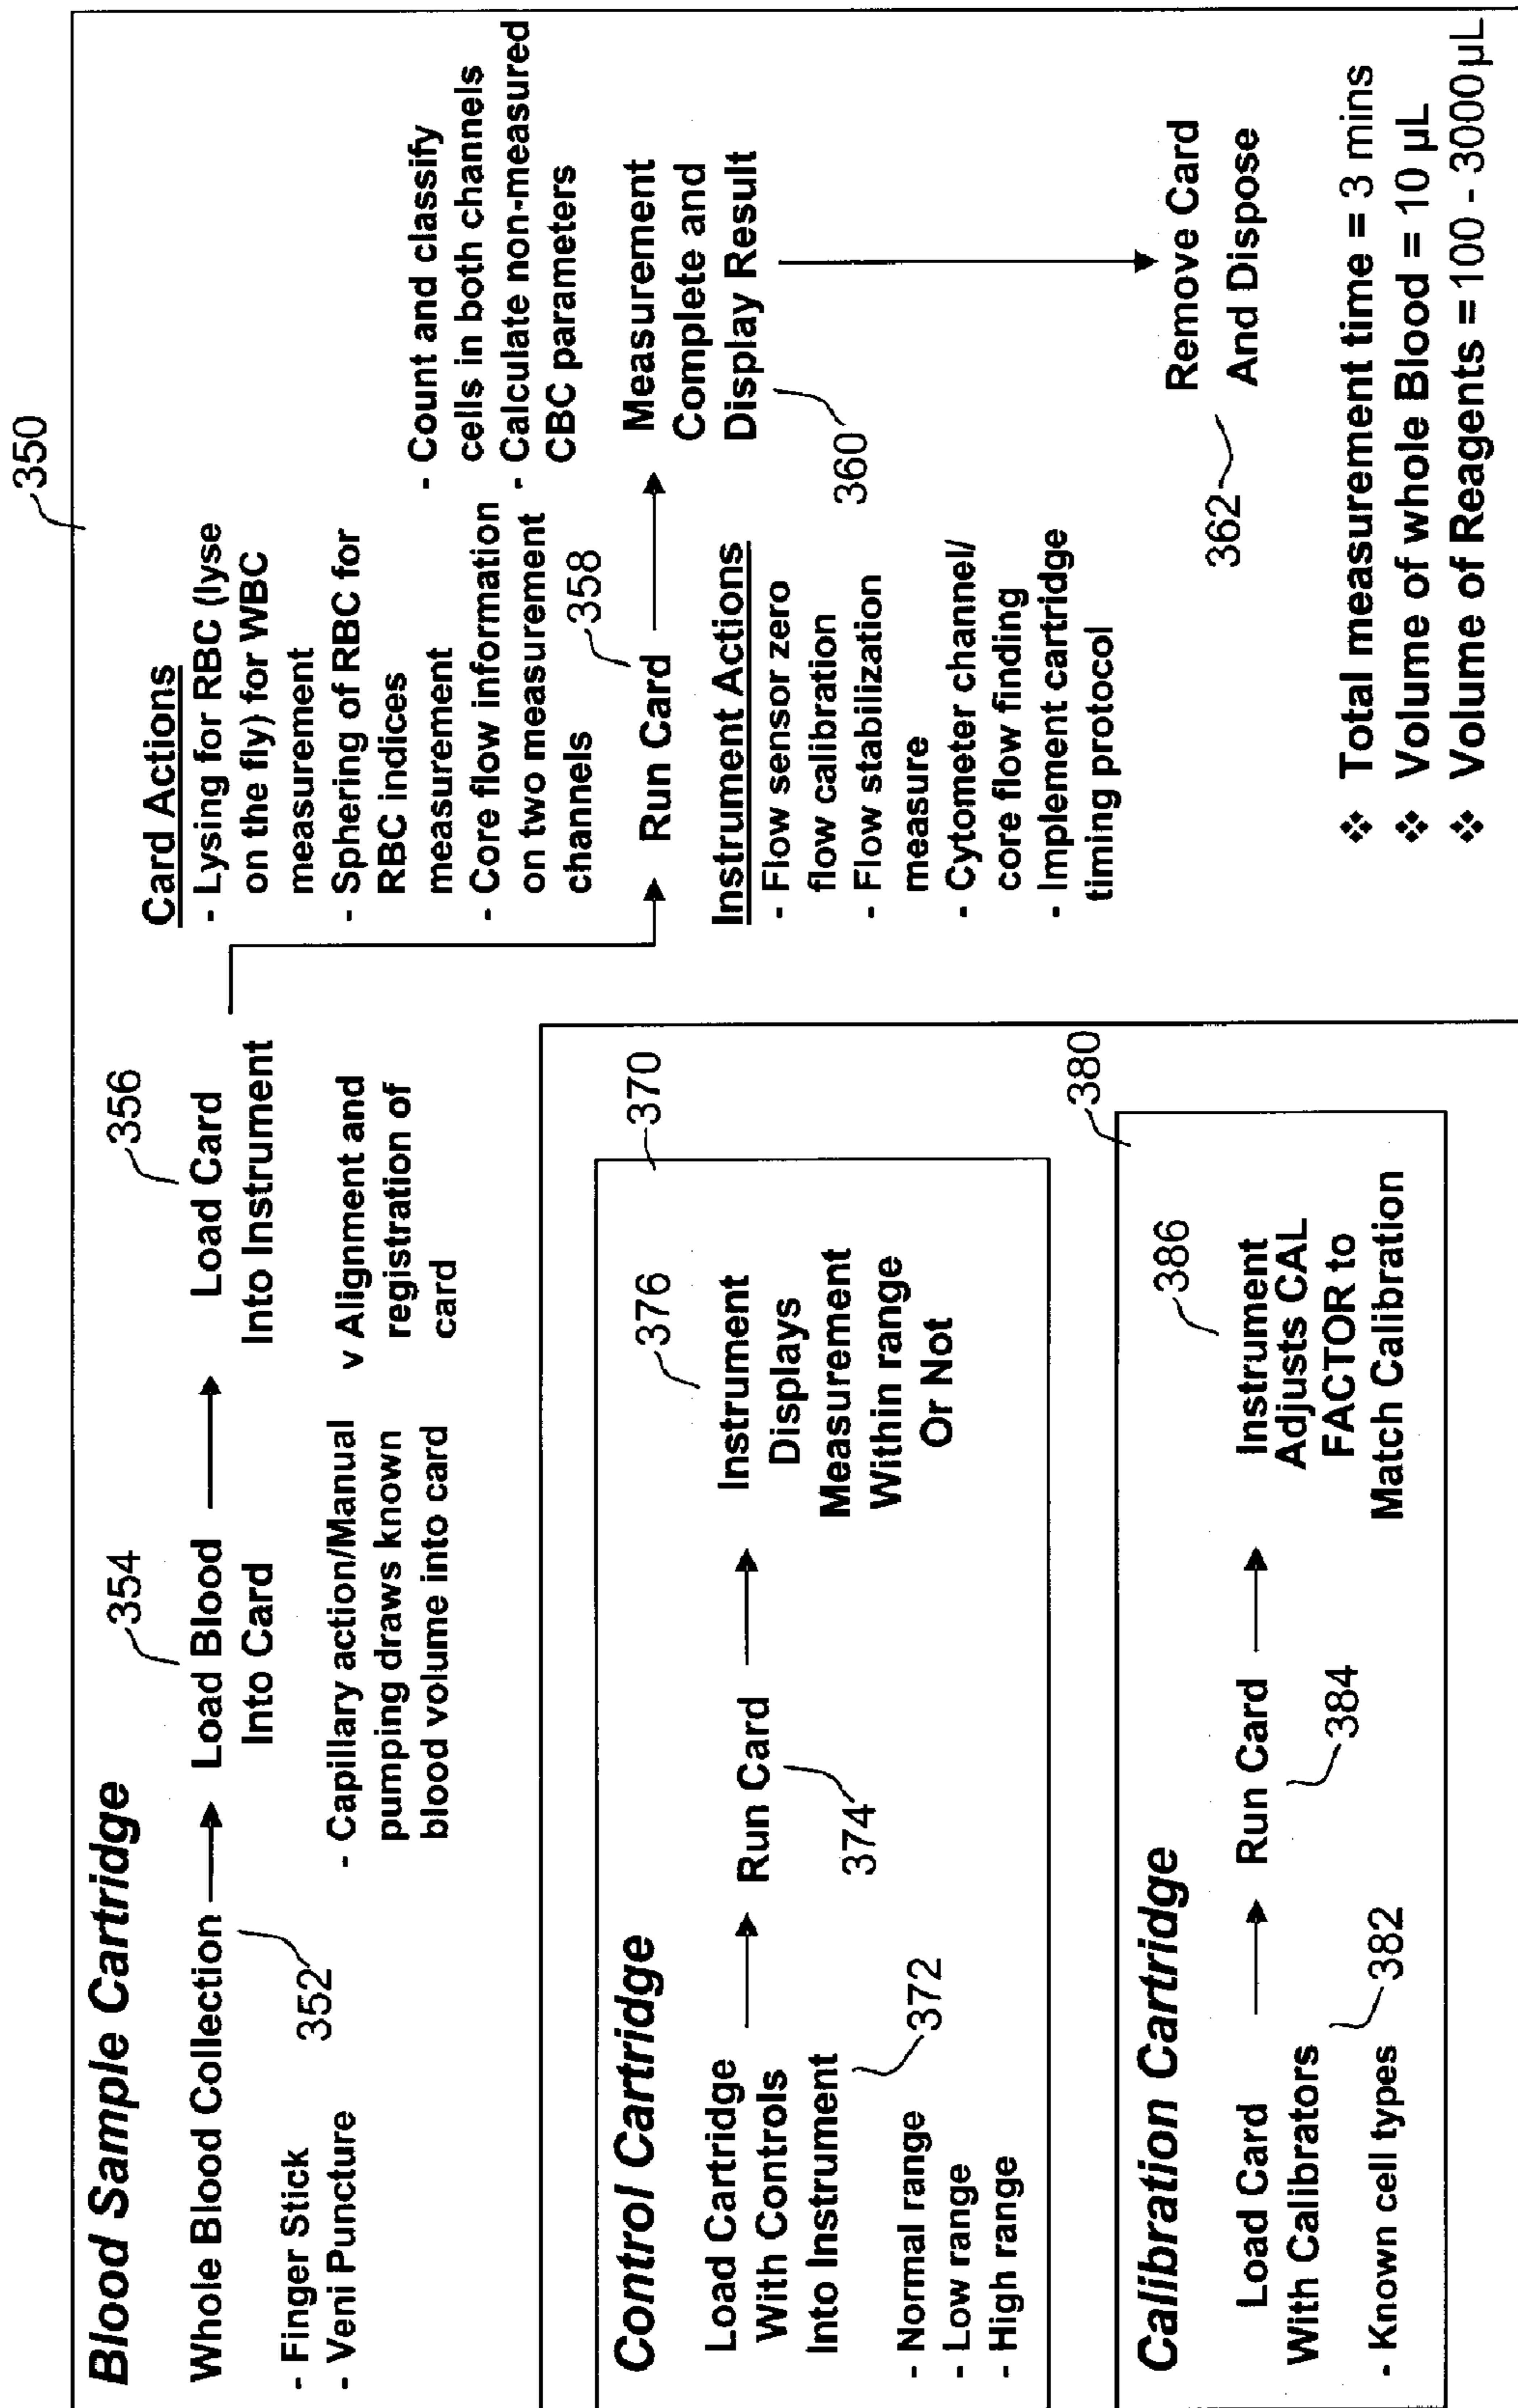 350
Blood Sample Cartridge
Whole Blood Collection
352
- Finger Stick
- Veni Puncture
354
Load Blood
Into Card
- Capillary action/Manual
pumping draws known
blood volume into card
356
Load Card
Into Instrument
v Alignment and
registration of
card
Card Actions
- Lysing for RBC (lyse
on the fly) for WBC
measurement
- Sphering of RBC for
RBC indices
measurement
- Core flow information
on two measurement
channels
358
Run Card
Instrument Actions
- Flow sensor zero
flow calibration
- Flow stabilization
measure
- Cytometer channel/
core flow finding
- Implement cartridge
timing protocol
- Count and classify
cells in both channels
- Calculate non-measured
CBC parameters
Measurement
Complete and
Display Result
360
Remove Card
And Dispose
362
❖ Total measurement time = 3 mins
❖ Volume of whole Blood = 10 µL
❖ Volume of Reagents = 100 - 3000 µL
Control Cartridge
370
Load Cartridge
With Controls
Into Instrument
372
- Normal range
- Low range
- High range
Run Card
374
376
Instrument
Displays
Measurement
Within range
Or Not
Calibration Cartridge
380
Load Card
With Calibrators
382
- Known cell types
Run Card
384
386
Instrument
Adjusts CAL
FACTOR to
Match Calibration